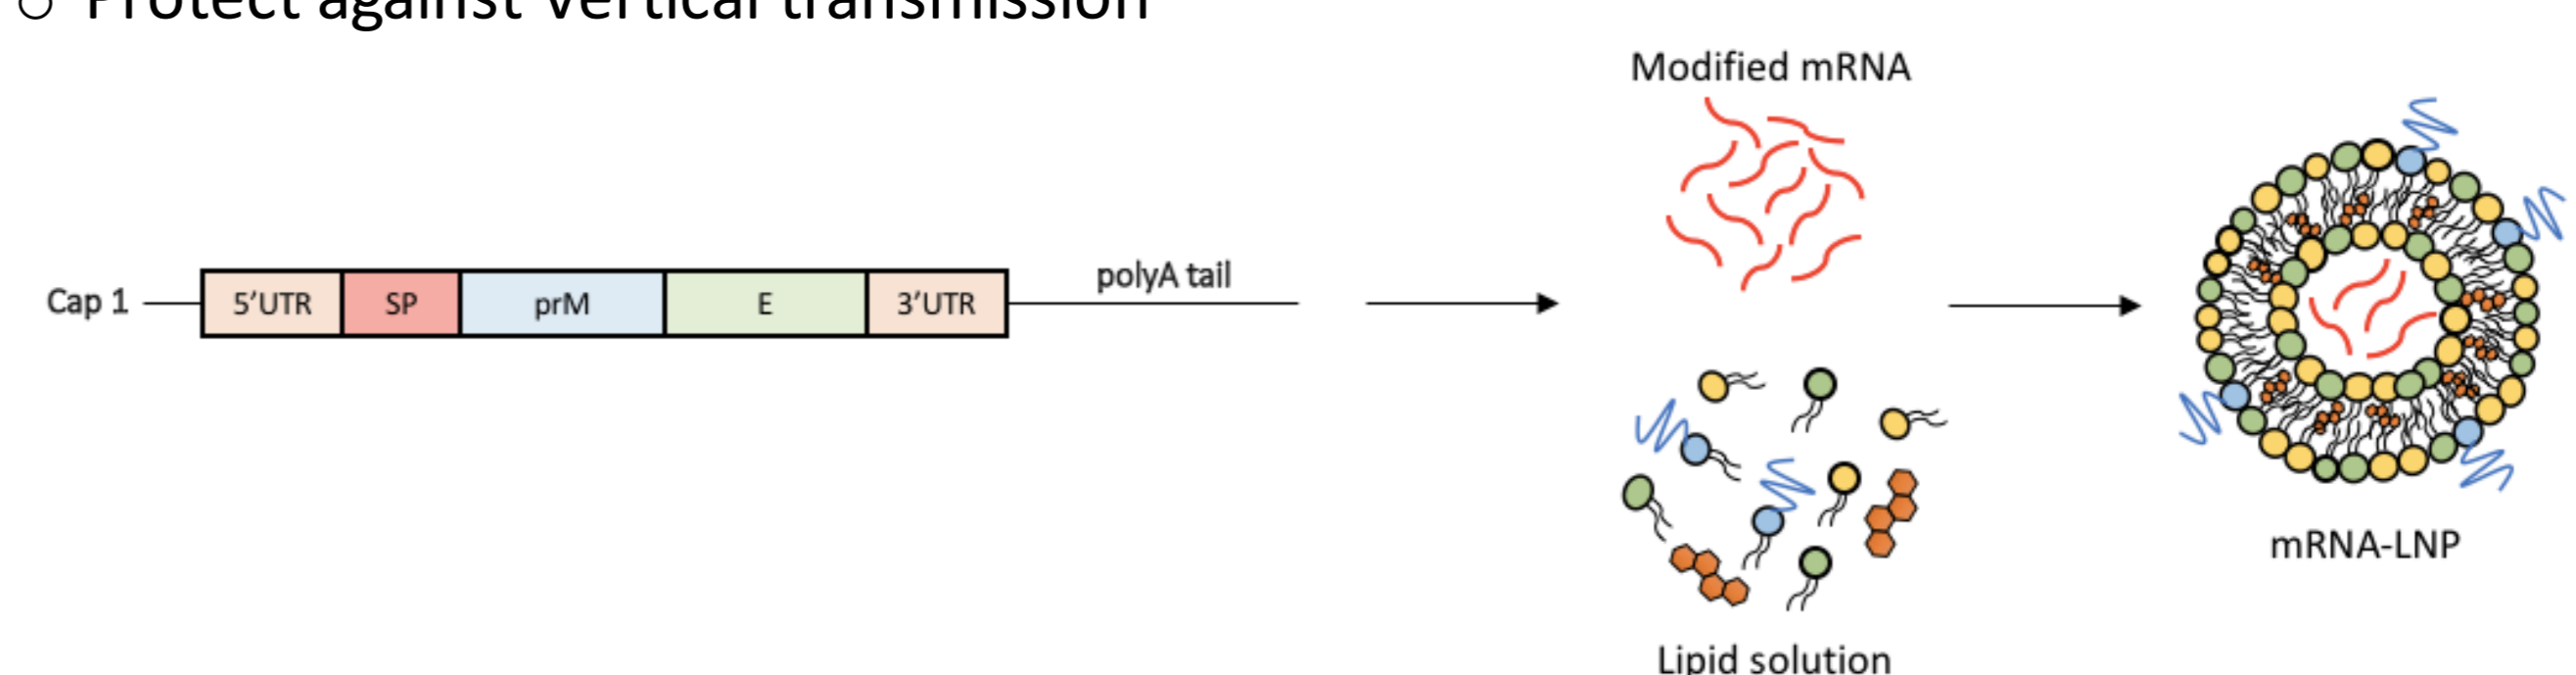 ○ Protect against vertical transmission
Modified mRNA
Cap 1
5'UTR
SP
prM
E
3'UTR
polyA tail
mRNA-LNP
Lipid solution